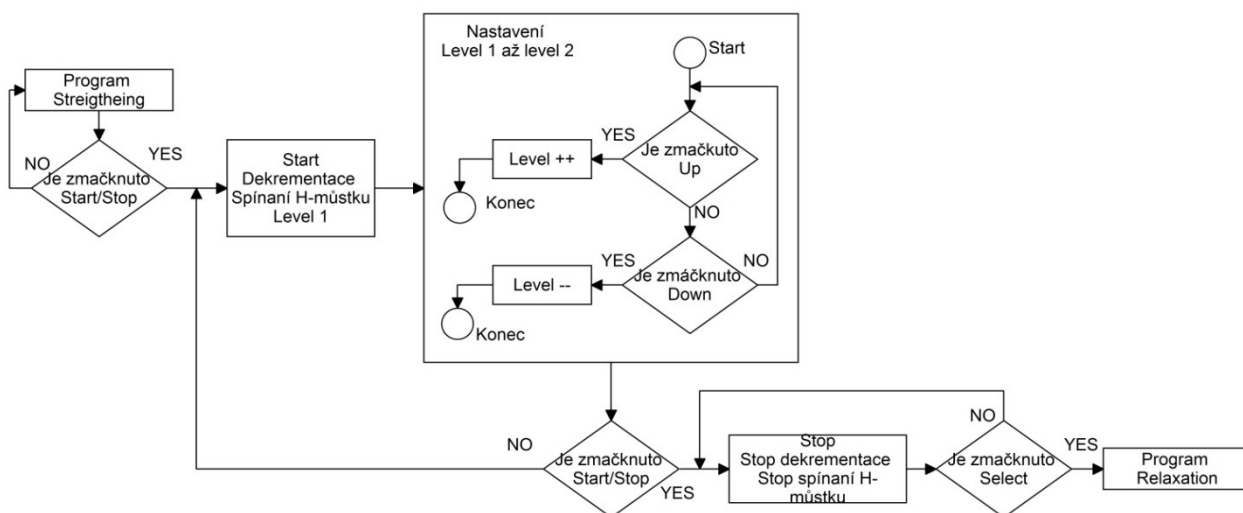 Nastavení
Level 1 až level 2
Start
Program
Streigtheing
NO
YES
Je zmačknuto
Start/Stop
Start
Dekrementace
Spínaní H-můstku
Level 1
YES
Level ++
Je zmačkuto
Up
Konec
NO
YES
NO
Level --
Je zmáčknuto
Down
Konec
NO
Je zmačknuto
Start/Stop
YES
Stop
Stop dekrementace
Stop spínaní H-
můstku
NO
Je zmačknuto
Select
YES
Program
Relaxation